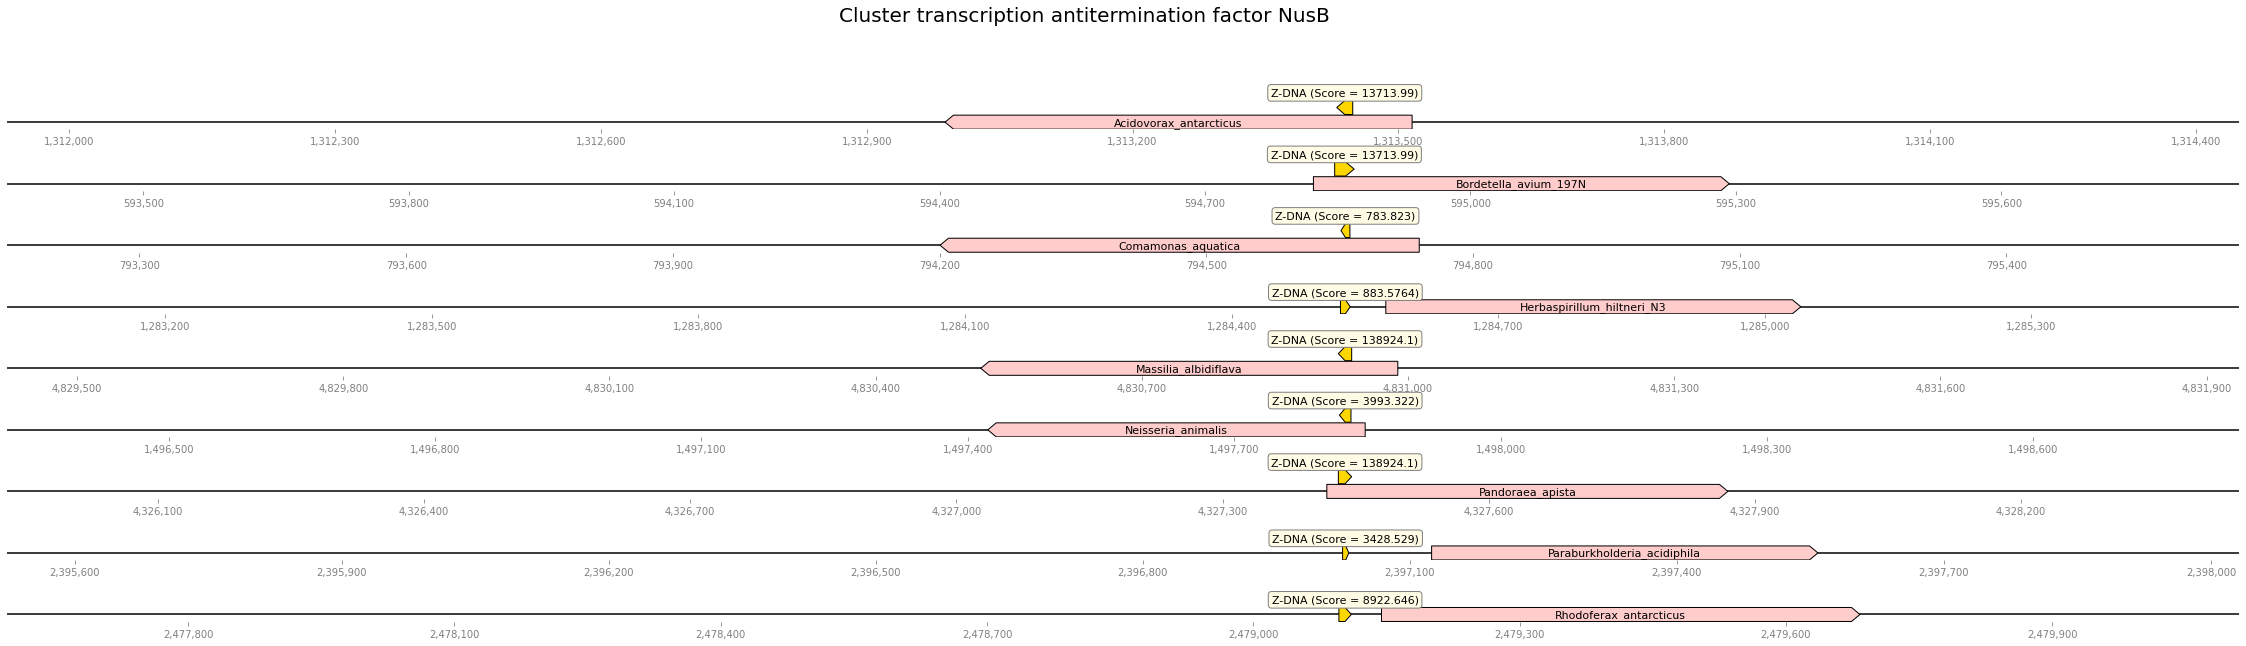 Cluster transcription antitermination factor NusB
Z-DNA (Score = 13713.99)
Acidovorax_antarcticus
1,312,000 1,312,300 1,312,600 1,312,900 1,313,200 1,313,500 1,313,800 1,314,100 1,314,400
Z-DNA (Score = 13713.99)
Bordetella_avium_197N
593,500 593,800 594,100 594,400 594,700 595,000 595,300 595,600
Z-DNA (Score = 783.823)
Comamonas_aquatica
793,300 793,600 793,900 794,200 794,500 794,800 795,100 795,400
Z-DNA (Score = 883.5764)
Herbaspirillum_hiltneri_N3
1,283,200 1,283,500 1,283,800 1,284,100 1,284,400 1,284,700 1,285,000 1,285,300
Z-DNA (Score = 138924.1)
Massilia_albidiflava
4,829,500 4,829,800 4,830,100 4,830,400 4,830,700 4,831,000 4,831,300 4,831,600 4,831,900
Z-DNA (Score = 3993.322)
Neisseria_animalis
1,496,500 1,496,800 1,497,100 1,497,400 1,497,700 1,498,000 1,498,300 1,498,600
Z-DNA (Score = 138924.1)
Pandoraea_apista
4,326,100 4,326,400 4,326,700 4,327,000 4,327,300 4,327,600 4,327,900 4,328,200
Z-DNA (Score = 3428.529)
Paraburkholderia_acidiphila
2,395,600 2,395,900 2,396,200 2,396,500 2,396,800 2,397,100 2,397,400 2,397,700 2,398,000
Z-DNA (Score = 8922.646)
Rhodoferax_antarcticus
2,477,800 2,478,100 2,478,400 2,478,700 2,479,000 2,479,300 2,479,600 2,479,900